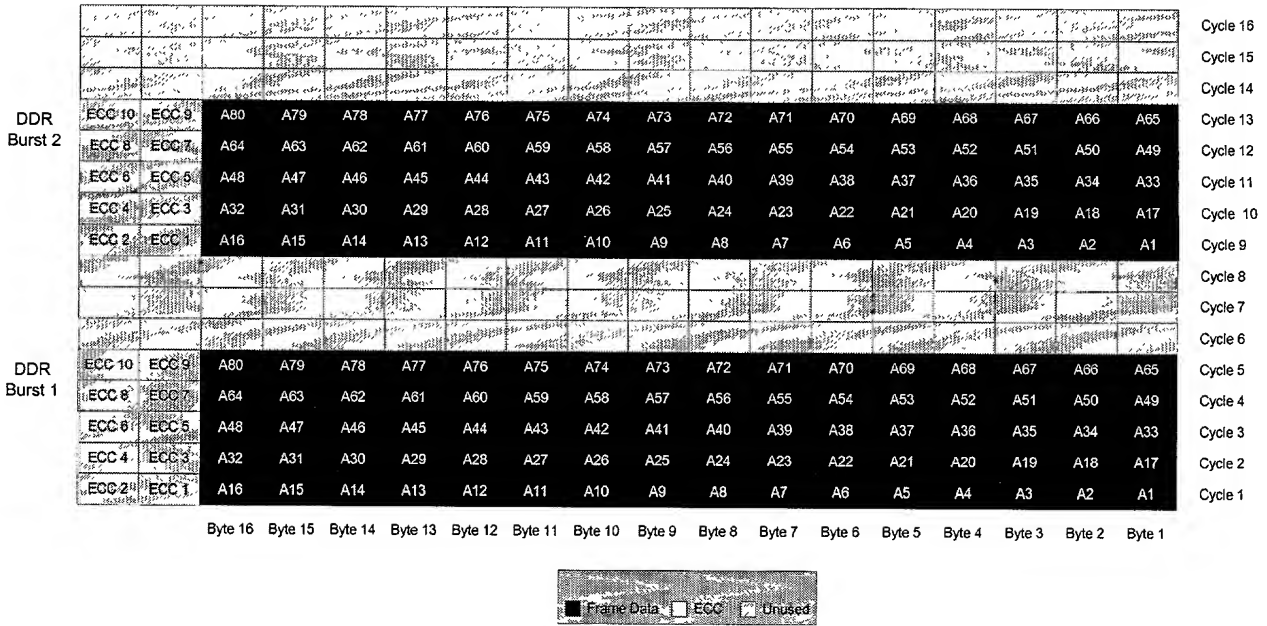 Cycle 16
Cycle 15
Cycle 14
DDR Burst 2
ECC 10 ECC 9 A80 A79 A78 A77 A76 A75 A74 A73 A72 A71 A70 A69 A68 A67 A66 A65 Cycle 13
ECC 8 ECC 7 A64 A63 A62 A61 A60 A59 A58 A57 A56 A55 A54 A53 A52 A51 A50 A49 Cycle 12
ECC 6 ECC 5 A48 A47 A46 A45 A44 A43 A42 A41 A40 A39 A38 A37 A36 A35 A34 A33 Cycle 11
ECC 4 ECC 3 A32 A31 A30 A29 A28 A27 A26 A25 A24 A23 A22 A21 A20 A19 A18 A17 Cycle 10
ECC 2 ECC 1 A16 A15 A14 A13 A12 A11 A10 A9 A8 A7 A6 A5 A4 A3 A2 A1 Cycle 9
Cycle 8
Cycle 7
Cycle 6
DDR Burst 1
ECC 10 ECC 9 A80 A79 A78 A77 A76 A75 A74 A73 A72 A71 A70 A69 A68 A67 A66 A65 Cycle 5
ECC 8 ECC 7 A64 A63 A62 A61 A60 A59 A58 A57 A56 A55 A54 A53 A52 A51 A50 A49 Cycle 4
ECC 6 ECC 5 A48 A47 A46 A45 A44 A43 A42 A41 A40 A39 A38 A37 A36 A35 A34 A33 Cycle 3
ECC 4 ECC 3 A32 A31 A30 A29 A28 A27 A26 A25 A24 A23 A22 A21 A20 A19 A18 A17 Cycle 2
ECC 2 ECC 1 A16 A15 A14 A13 A12 A11 A10 A9 A8 A7 A6 A5 A4 A3 A2 A1 Cycle 1
Byte 16 Byte 15 Byte 14 Byte 13 Byte 12 Byte 11 Byte 10 Byte 9 Byte 8 Byte 7 Byte 6 Byte 5 Byte 4 Byte 3 Byte 2 Byte 1
Frame Data ECC Unused